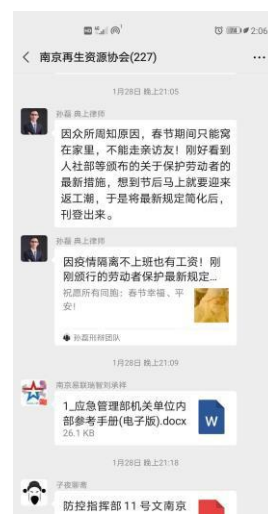 2:06
南京再生资源协会(227)
1月28日 晚上21:05
孙磊 典上律师
因众所周知原因，春节期间只能窝
在家里，不能走亲访友！刚好看到
人社部等颁布的关于保护劳动者的
最新措施，想到节后马上就要迎来
返工潮，于是将最新规定简化后，
刊登出来。
孙磊 典上律师
因疫情隔离不上班也有工资！刚
刚颁行的劳动者保护最新规定...
祝愿所有同胞：春节幸福、平
安！
孙磊刑辩团队
1月28日 晚上21:09
1_应急管理部机关单位内
部参考手册(电子版).docx
26.1 KB
W
1月28日 晚上21:18
子夜聊斋
防控指挥部 11 号文南京